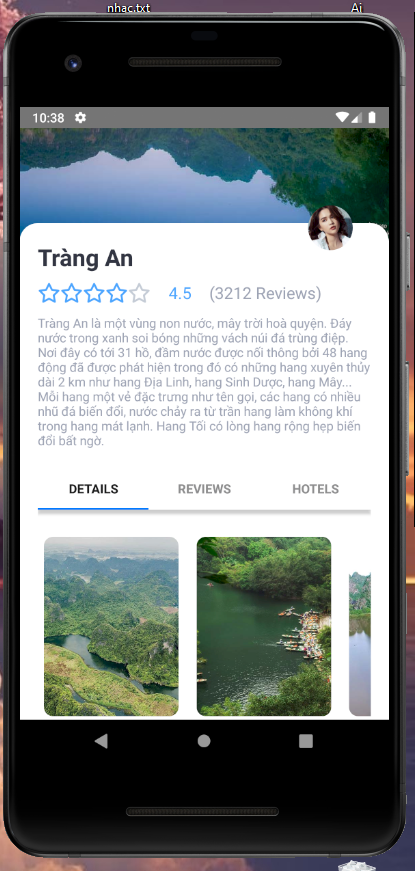 nhac.txt
Ai
10:38
Tràng An
4.5 (3212 Reviews)
Tràng An là một vùng non nước, mây trời hoà quyện. Đáy
nước trong xanh soi bóng những vách núi đá trùng điệp.
Nơi đây có tới 31 hồ, đầm nước được nối thông bởi 48 hang
động đã được phát hiện trong đó có những hang xuyên thủy
dài 2 km như hang Địa Linh, hang Sinh Dược, hang Mây...
Mỗi hang một vẻ đặc trưng như tên gọi, các hang có nhiều
nhũ đá biến đổi, nước chảy ra từ trần hang làm không khí
trong hang mát lạnh. Hang Tối có lòng hang rộng hẹp biến
đổi bất ngờ.
DETAILS REVIEWS HOTELS